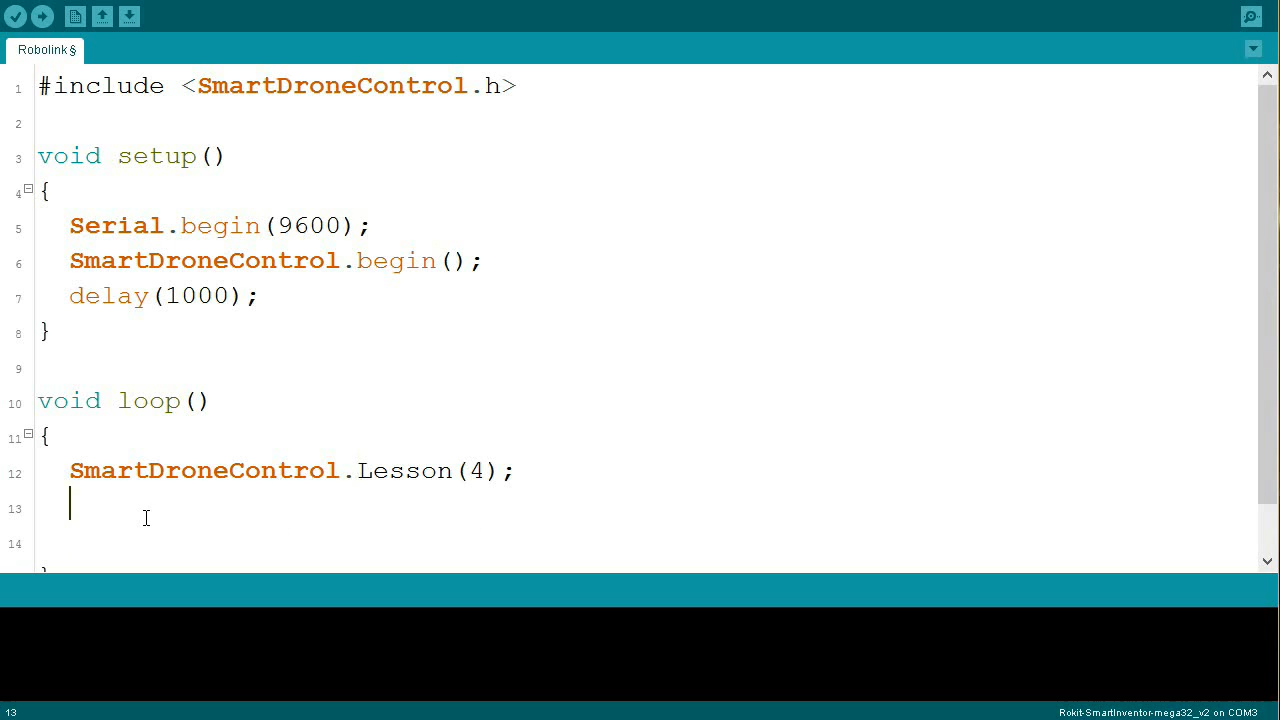 Robolink §
1 #include <SmartDroneControl.h>
2
3 void setup()
4 {
5 Serial.begin(9600);
6 SmartDroneControl.begin();
7 delay(1000);
8 }
9
10 void loop()
11 {
12 SmartDroneControl.Lesson(4);
13
14
}
13 Rokit-SmartInventor-mega32_v2 on COM3